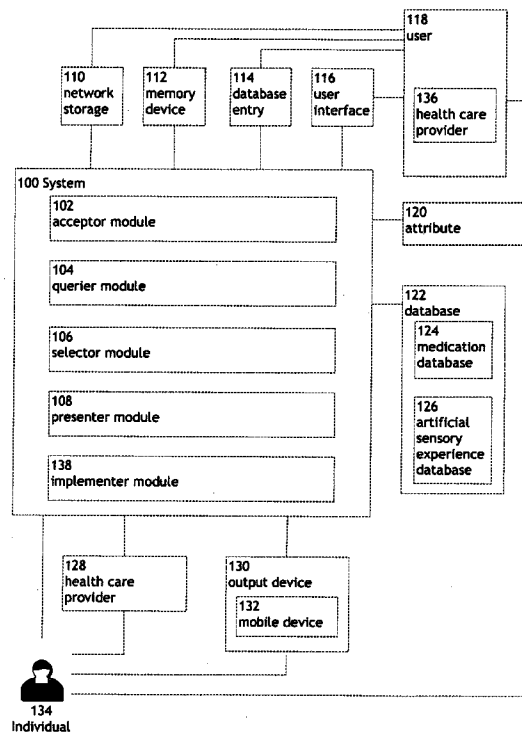 118
user
110
network
storage
112
memory
device
114
database
entry
116
user
interface
136
health care
provider
100 System
102
acceptor module
104
querier module
106
selector module
108
presenter module
138
implementer module
120
attribute
122
database
124
medication
database
126
artificial
sensory
experience
database
128
health care
provider
130
output device
132
mobile device
134
Individual